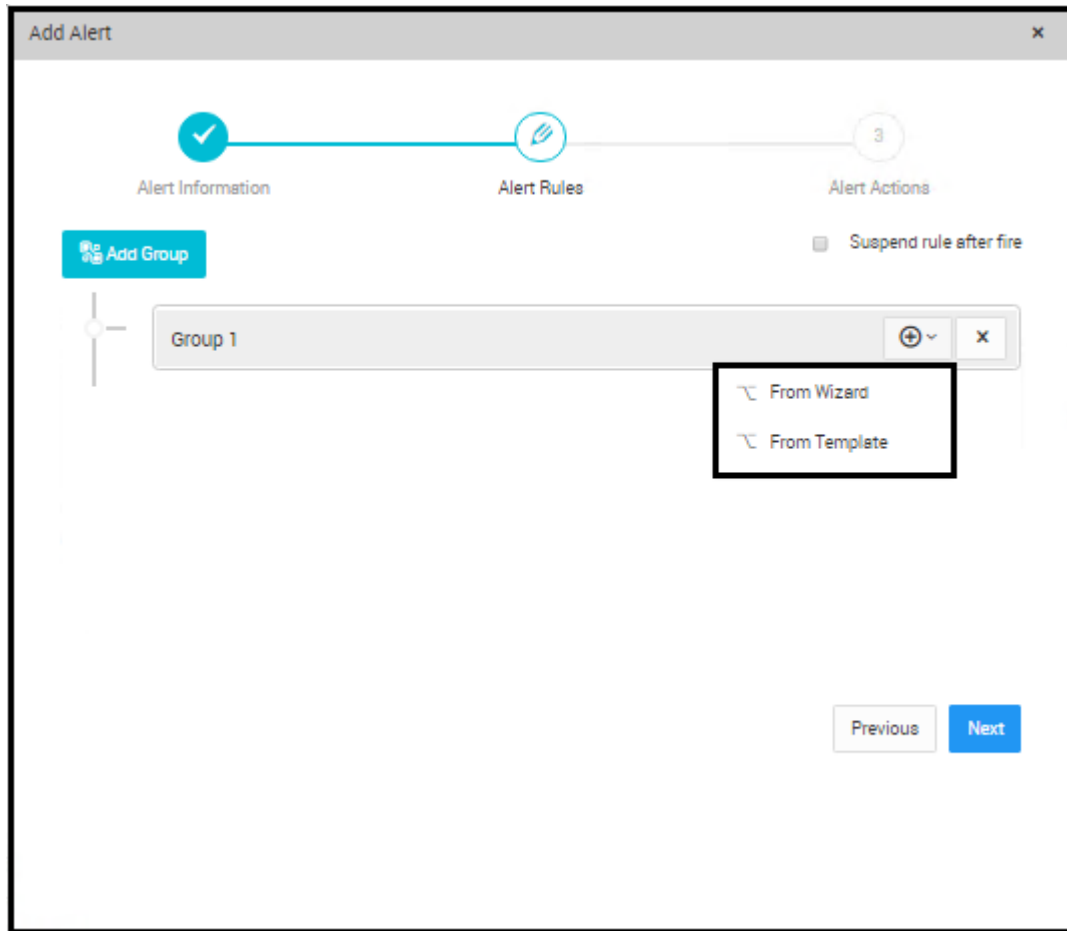 Add Alert
3
Alert Information
Alert Rules
Alert Actions
Add Group
Suspend rule after fire
Group 1
From Wizard
From Template
Previous
Next